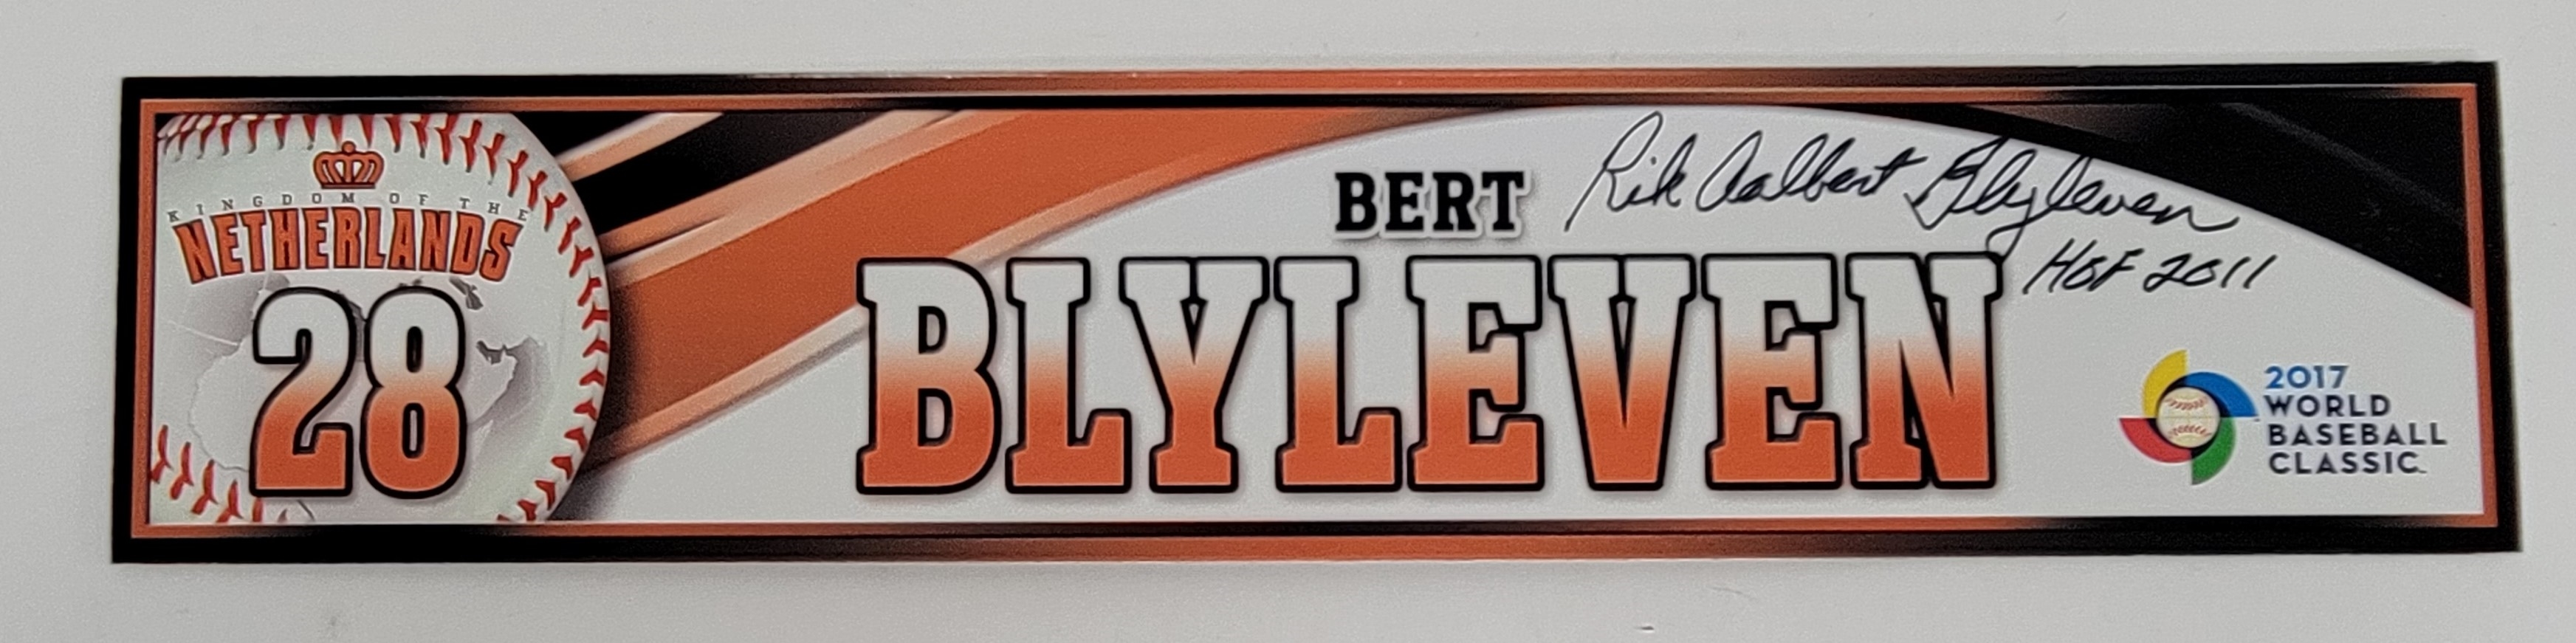 KINGDOM OF THE
NETHERLANDS
28
BERT
BLYLEVEN
Rik Aalbert Blyleven
HOF 2011
2017
WORLD
BASEBALL
CLASSIC